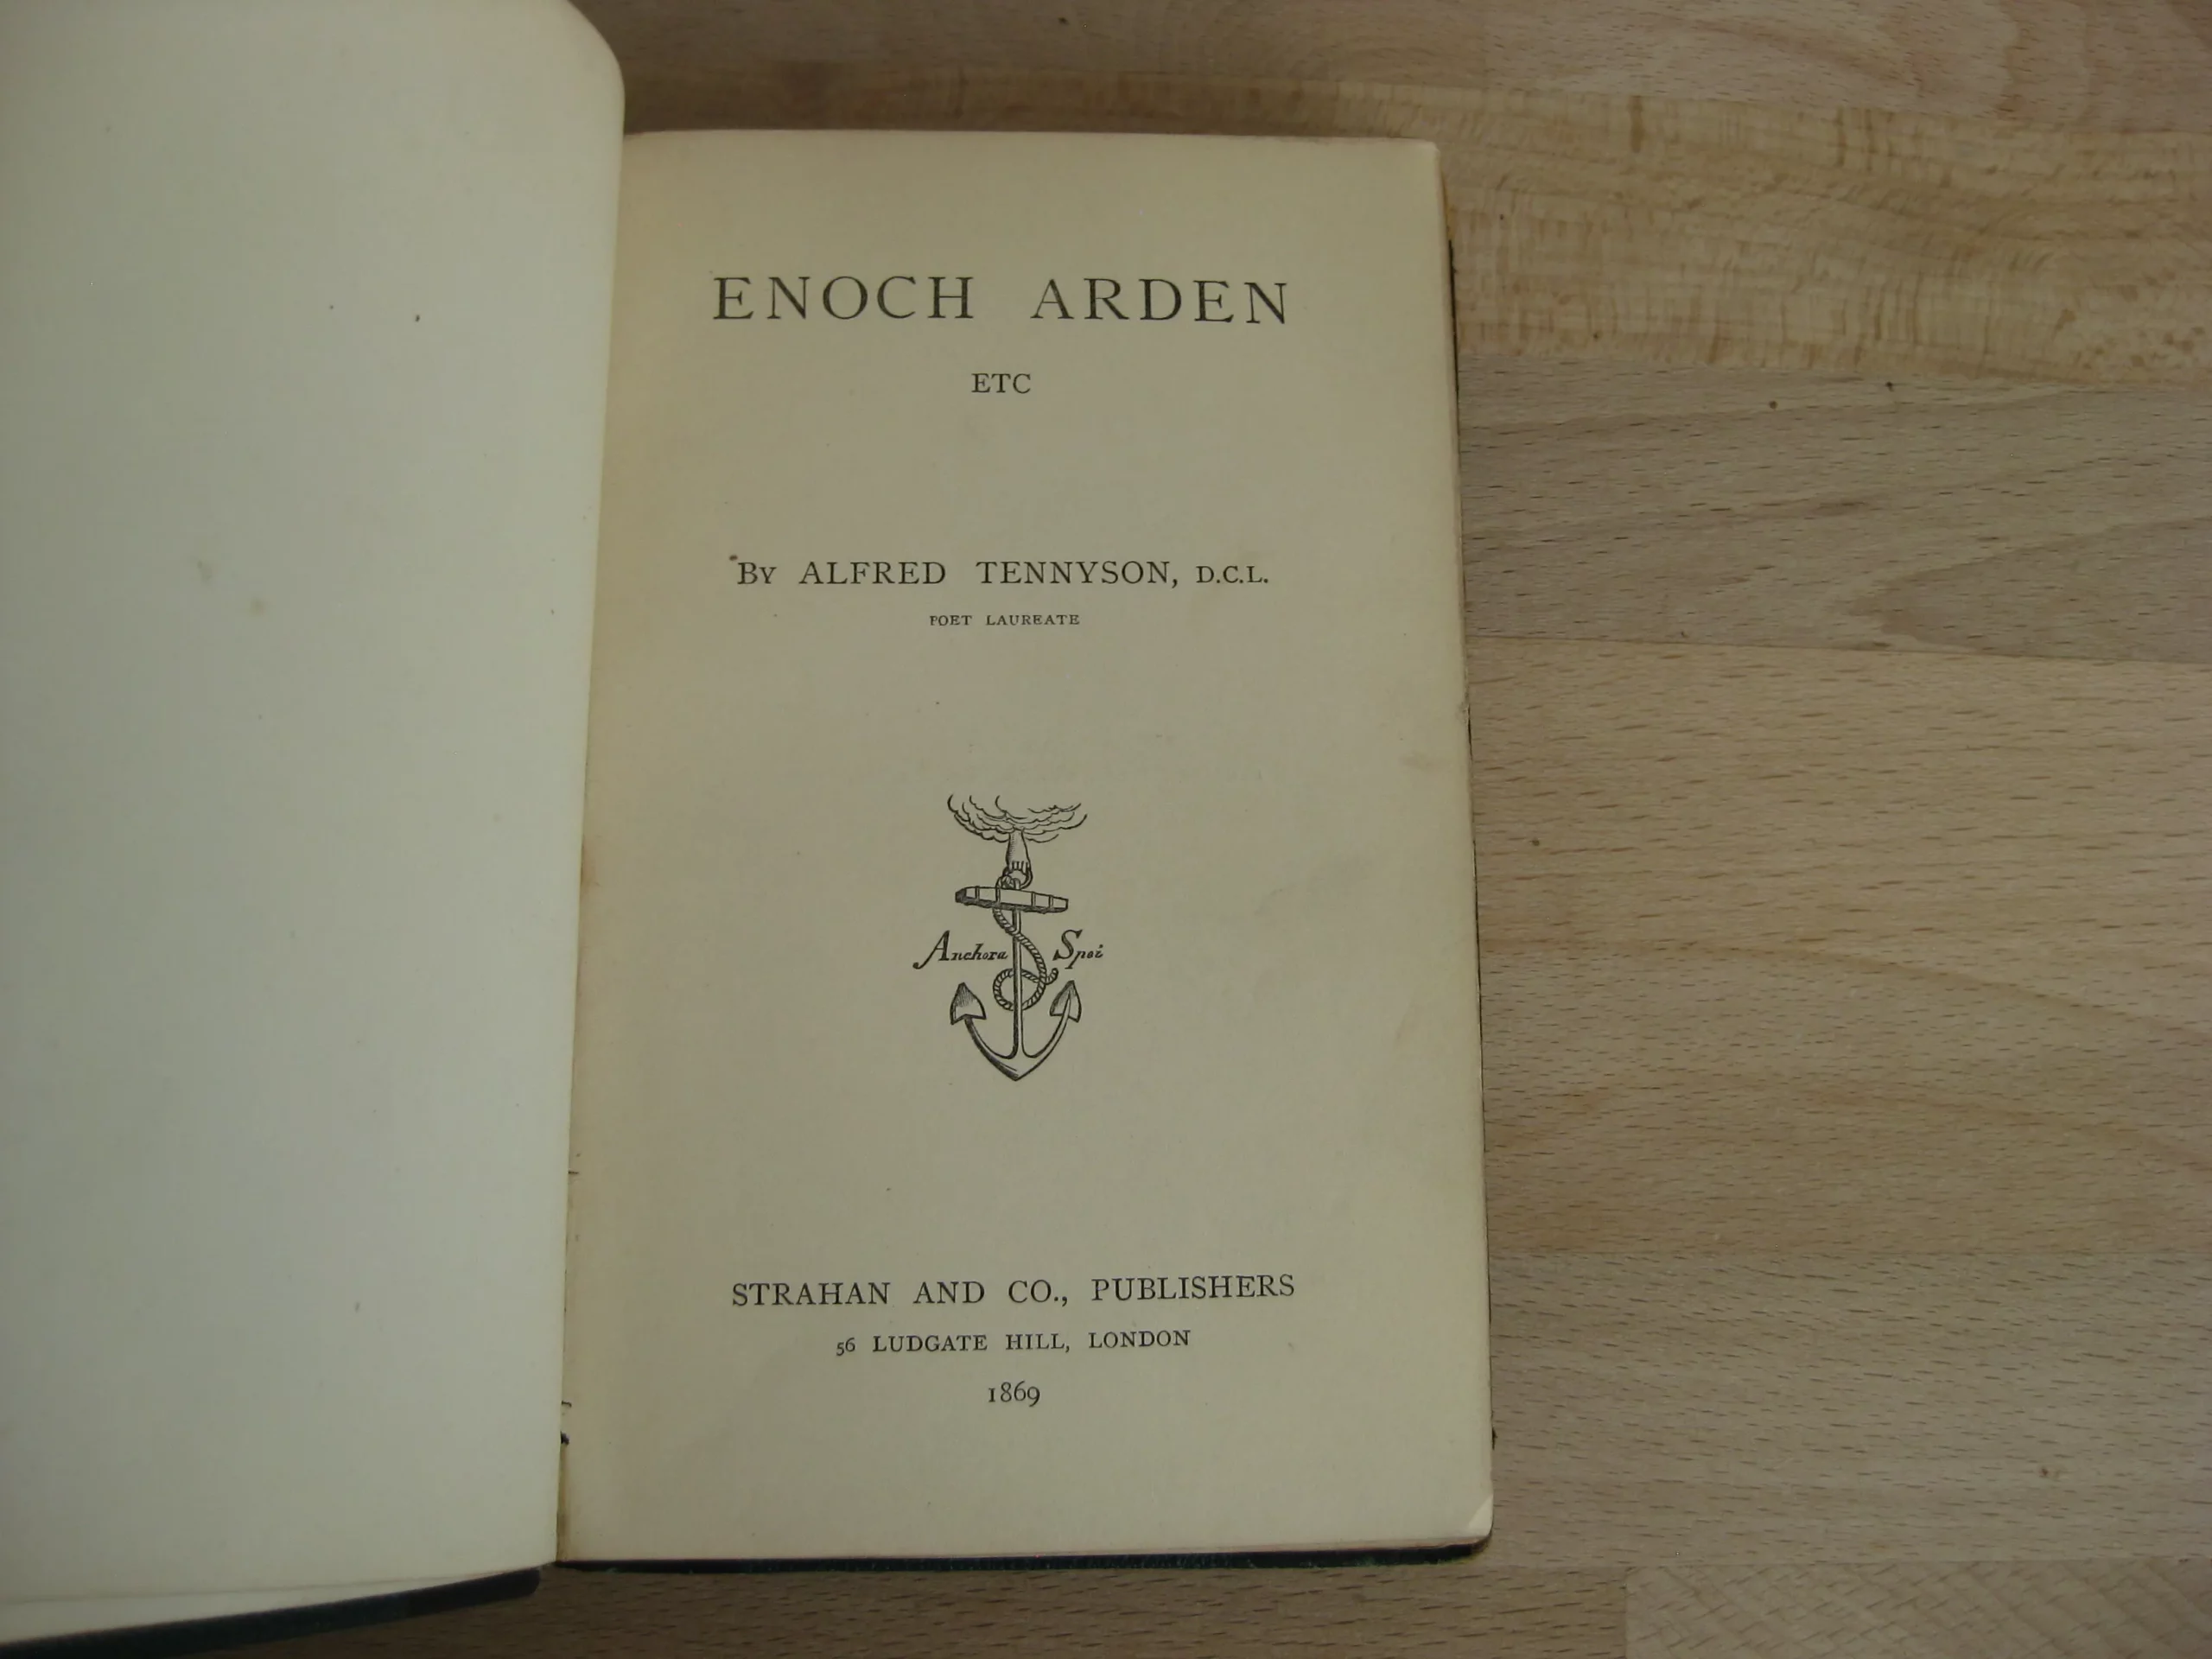 ENOCH ARDEN
ETC
By ALFRED TENNYSON, D.C.L.
POET LAUREATE
Anchora Spei
STRAHAN AND CO., PUBLISHERS
56 LUDGATE HILL, LONDON
1869